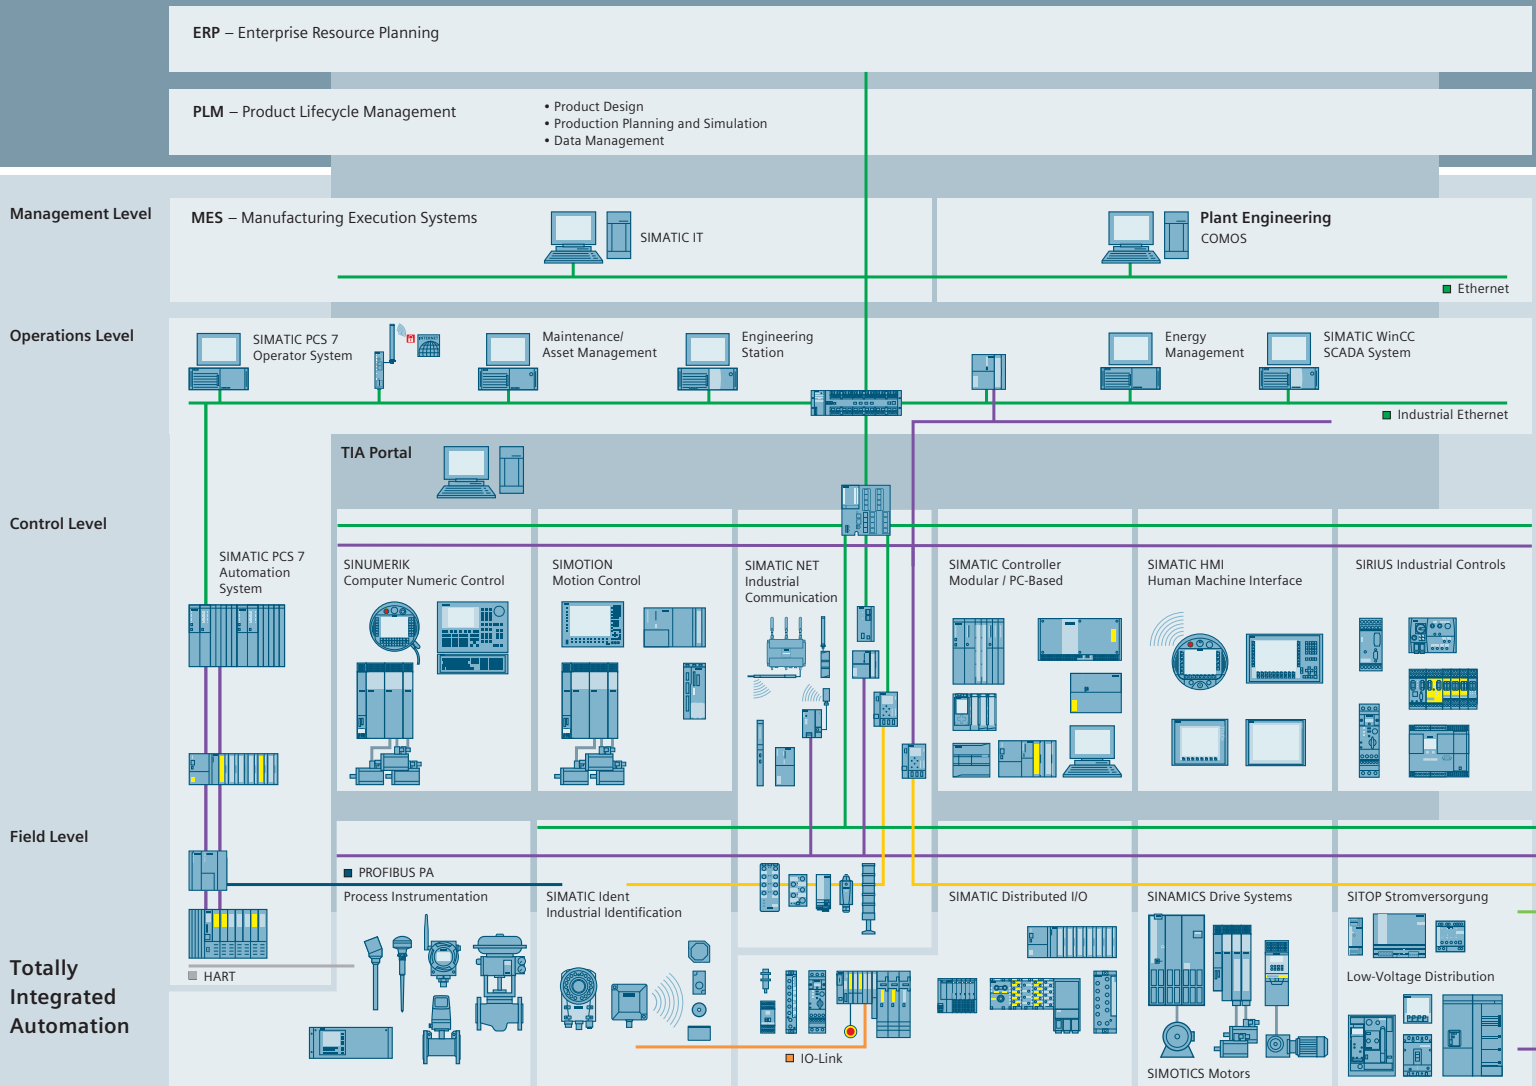 ERP – Enterprise Resource Planning
PLM – Product Lifecycle Management
• Product Design
• Production Planning and Simulation
• Data Management
Management Level
MES – Manufacturing Execution Systems
SIMATIC IT
Plant Engineering
COMOS
Ethernet
Operations Level
SIMATIC PCS 7
Operator System
INTERNET
Maintenance/
Asset Management
Engineering
Station
Energy
Management
SIMATIC WinCC
SCADA System
Industrial Ethernet
TIA Portal
Control Level
SIMATIC PCS 7
Automation
System
SINUMERIK
Computer Numeric Control
SIMOTION
Motion Control
SIMATIC NET
Industrial
Communication
SIMATIC Controller
Modular / PC-Based
SIMATIC HMI
Human Machine Interface
SIRIUS Industrial Controls
Field Level
PROFIBUS PA
Process Instrumentation
SIMATIC Ident
Industrial Identification
SIMATIC Distributed I/O
SINAMICS Drive Systems
SITOP Stromversorgung
HART
Low-Voltage Distribution
Totally
Integrated
Automation
IO-Link
SIMOTICS Motors